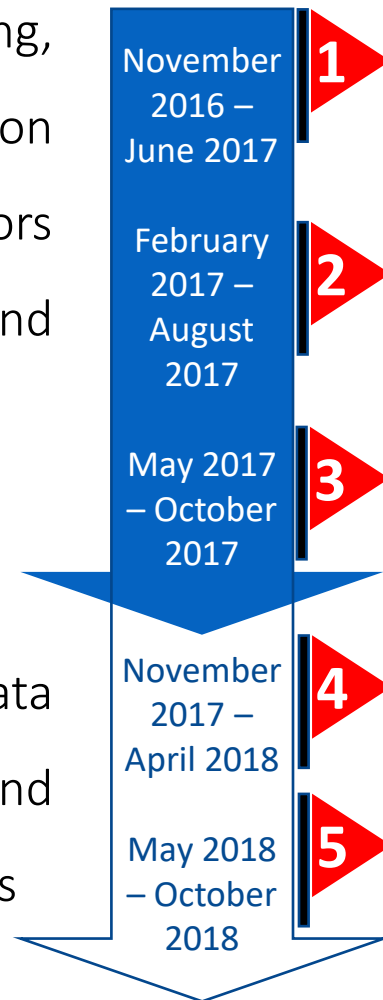 ng,
on
ors
nd
November
2016 –
June 2017
1
February
2017 –
August
2017
2
May 2017
– October
2017
3
ata
nd
s
November
2017 –
April 2018
4
May 2018
– October
2018
5